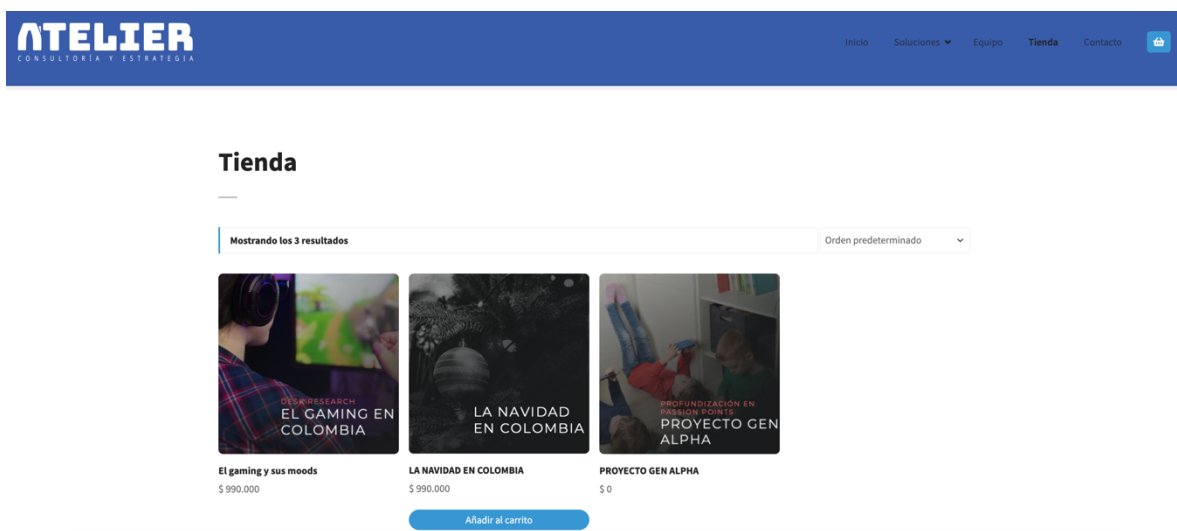 ATELIER
CONSULTORÍA Y ESTRATEGIA
Inicio
Soluciones
Equipo
Tienda
Contacto
Tienda
Mostrando los 3 resultados
Orden predeterminado
DESK RESEARCH
EL GAMING EN
COLOMBIA
El gaming y sus moods
$ 990.000
LA NAVIDAD
EN COLOMBIA
LA NAVIDAD EN COLOMBIA
$ 990.000
Añadir al carrito
PROFUNDIZACIÓN EN
PASSION POINTS
PROYECTO GEN
ALPHA
PROYECTO GEN ALPHA
$ 0